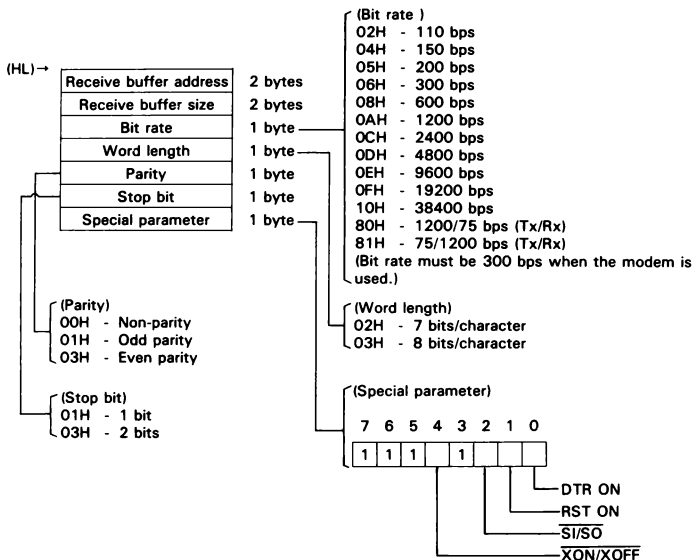 (HL)→
Receive buffer address 2 bytes
Receive buffer size 2 bytes
Bit rate 1 byte
Word length 1 byte
Parity 1 byte
Stop bit 1 byte
Special parameter 1 byte
(Bit rate )
02H - 110 bps
04H - 150 bps
05H - 200 bps
06H - 300 bps
08H - 600 bps
0AH - 1200 bps
0CH - 2400 bps
0DH - 4800 bps
0EH - 9600 bps
0FH - 19200 bps
10H - 38400 bps
80H - 1200/75 bps (Tx/Rx)
81H - 75/1200 bps (Tx/Rx)
(Bit rate must be 300 bps when the modem is
used.)
(Parity)
00H - Non-parity
01H - Odd parity
03H - Even parity
(Word length)
02H - 7 bits/character
03H - 8 bits/character
(Stop bit)
01H - 1 bit
03H - 2 bits
(Special parameter)
7 6 5 4 3 2 1 0
1 1 1 1
DTR ON
RST ON
SI/SO
XON/XOFF